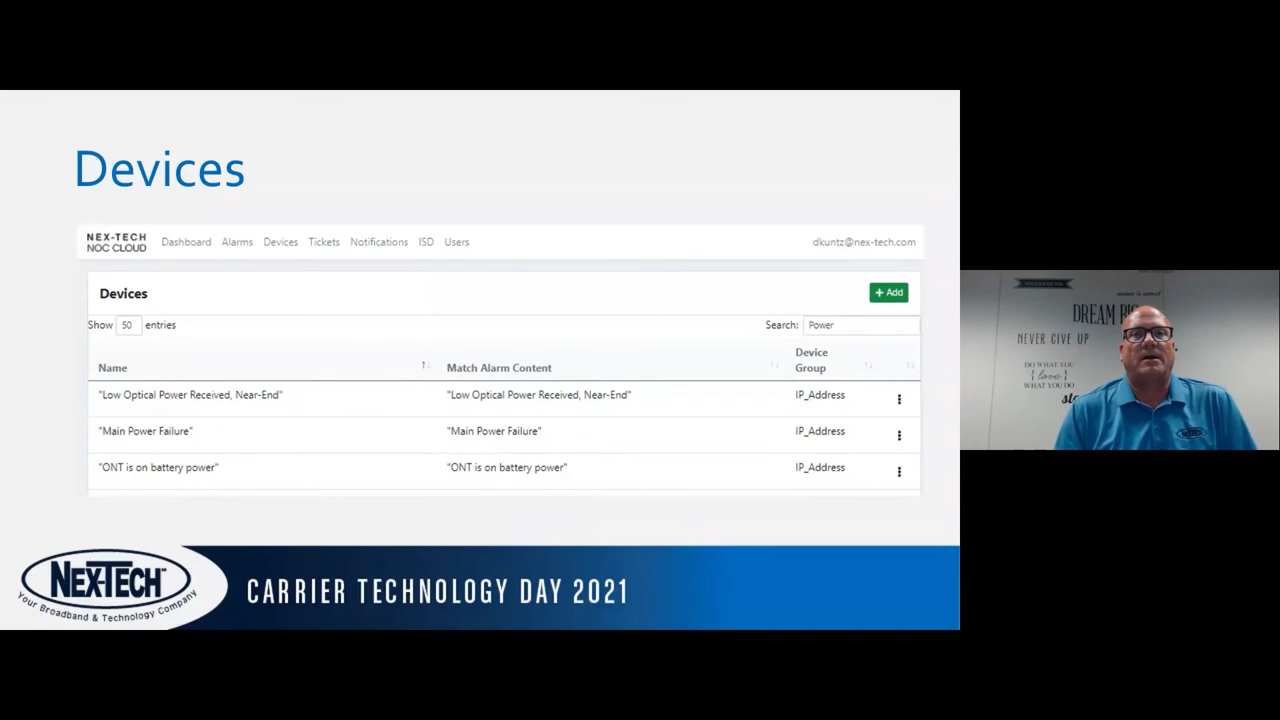 Devices
NEX-TECH
NOC CLOUD
Dashboard Alarms Devices Tickets Notifications ISD Users
dkuntz@nex-tech.com
Devices
+ Add
Show 50 entries
Search: Power
Name Match Alarm Content Device Group
"Low Optical Power Received, Near-End" "Low Optical Power Received, Near-End" IP_Address
"Main Power Failure" "Main Power Failure" IP_Address
"ONT is on battery power" "ONT is on battery power" IP_Address
NEX-TECH™
Your Broadband & Technology Company
CARRIER TECHNOLOGY DAY 2021
DREAM
NEVER GIVE UP
DO WHAT YOU
{ love }
WHAT YOU DO
NEX-TECH